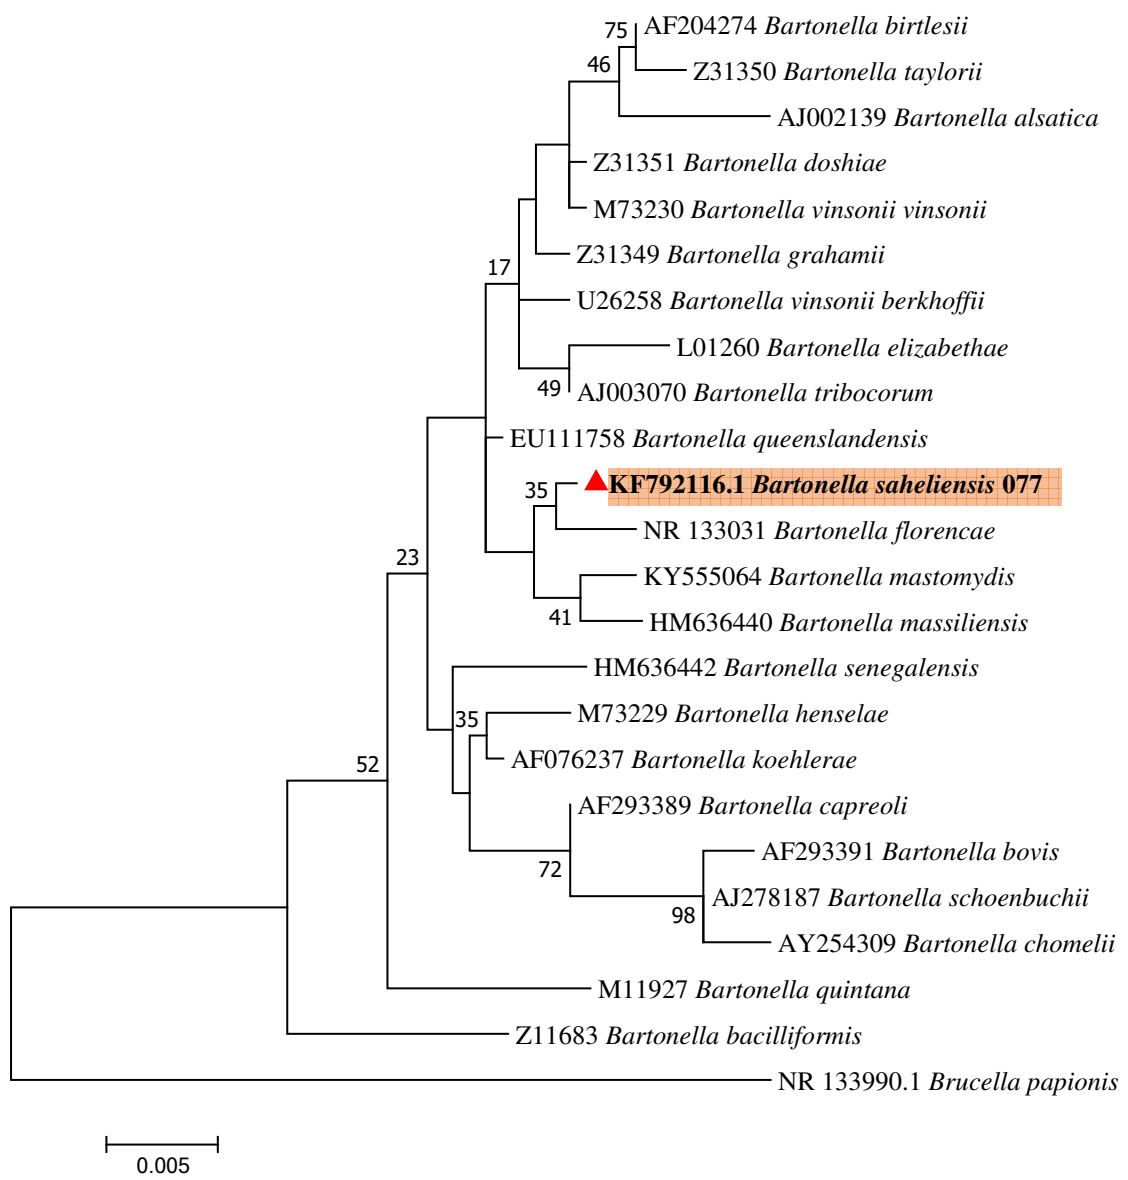 75 AF204274 Bartonella birtlesii
46 Z31350 Bartonella taylorii
AJ002139 Bartonella alsatica
Z31351 Bartonella doshiae
M73230 Bartonella vinsonii vinsonii
Z31349 Bartonella grahamii
17
U26258 Bartonella vinsonii berkhoffii
L01260 Bartonella elizabethae
49 AJ003070 Bartonella tribocorum
EU111758 Bartonella queenslandensis
35 KF792116.1 Bartonella saheliensis 077
NR 133031 Bartonella florencae
23
KY555064 Bartonella mastomydis
41 HM636440 Bartonella massiliensis
HM636442 Bartonella senegalensis
35 M73229 Bartonella henselae
AF076237 Bartonella koehlerae
52
AF293389 Bartonella capreoli
72 AF293391 Bartonella bovis
98 AJ278187 Bartonella schoenbuchii
AY254309 Bartonella chomelii
M11927 Bartonella quintana
Z11683 Bartonella bacilliformis
NR 133990.1 Brucella papionis
0.005